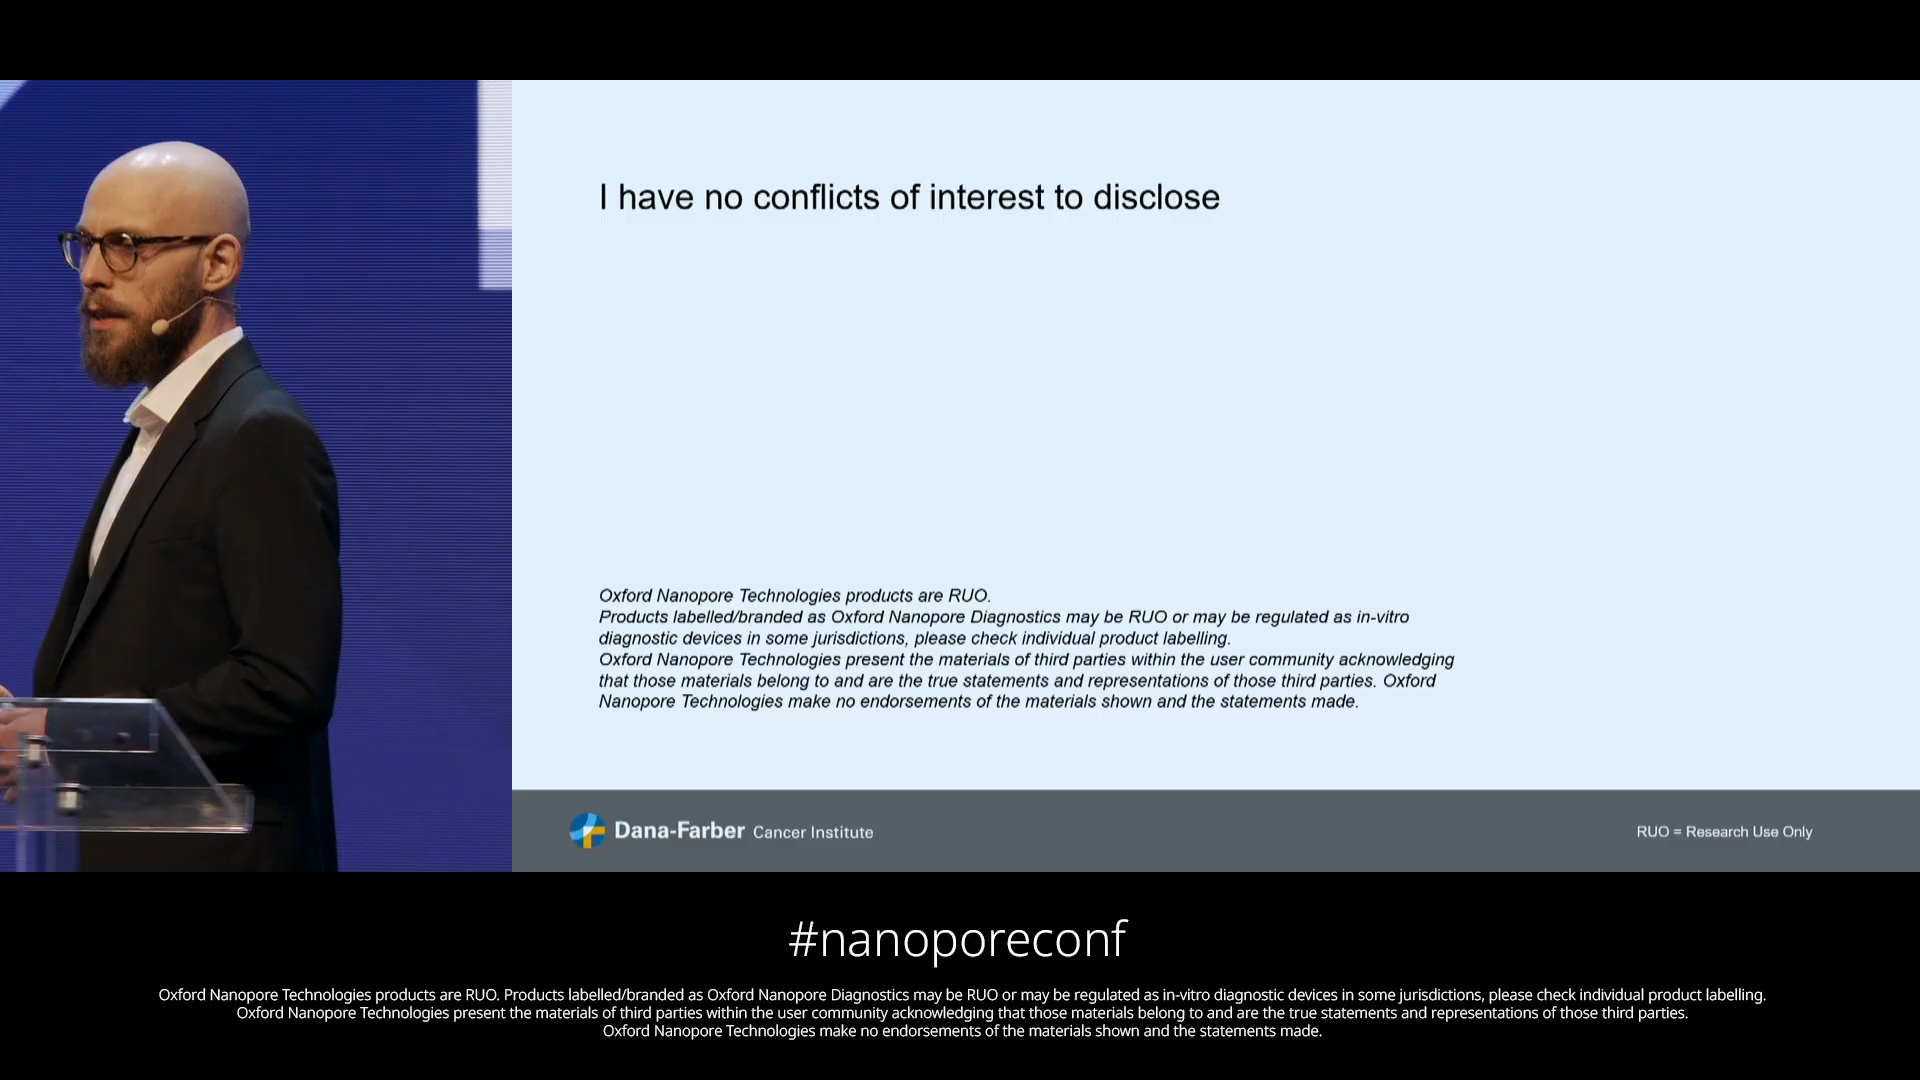 I have no conflicts of interest to disclose
Oxford Nanopore Technologies products are RUO.
Products labelled/branded as Oxford Nanopore Diagnostics may be RUO or may be regulated as in-vitro
diagnostic devices in some jurisdictions, please check individual product labelling.
Oxford Nanopore Technologies present the materials of third parties within the user community acknowledging
that those materials belong to and are the true statements and representations of those third parties. Oxford
Nanopore Technologies make no endorsements of the materials shown and the statements made.
Dana-Farber Cancer Institute
RUO = Research Use Only
#nanoporeconf
Oxford Nanopore Technologies products are RUO. Products labelled/branded as Oxford Nanopore Diagnostics may be RUO or may be regulated as in-vitro diagnostic devices in some jurisdictions, please check individual product labelling.
Oxford Nanopore Technologies present the materials of third parties within the user community acknowledging that those materials belong to and are the true statements and representations of those third parties.
Oxford Nanopore Technologies make no endorsements of the materials shown and the statements made.